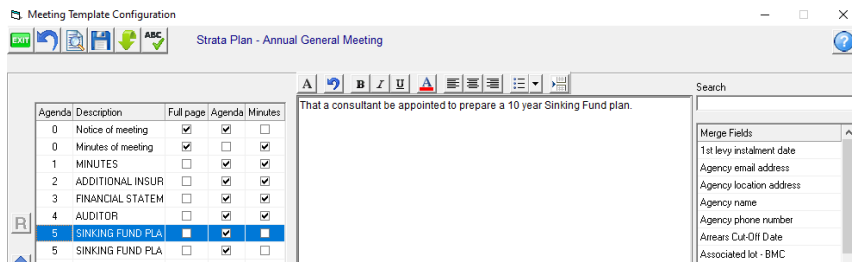 Meeting Template Configuration
EXIT
ABC
Strata Plan - Annual General Meeting
?
A B I U A
Search
That a consultant be appointed to prepare a 10 year Sinking Fund plan.
Agenda Description Full page Agenda Minutes
0 Notice of meeting
0 Minutes of meeting
1 MINUTES
2 ADDITIONAL INSUR
3 FINANCIAL STATEM
4 AUDITOR
5 SINKING FUND PLA
5 SINKING FUND PLA
R
Merge Fields
1st levy instalment date
Agency email address
Agency location address
Agency name
Agency phone number
Arrears Cut-Off Date
Associated lot - BMC